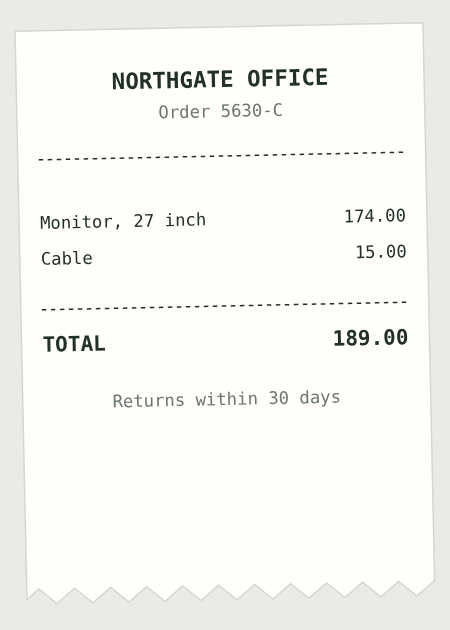 NORTHGATE OFFICE
Order 5630-C
----------------------------------------
Monitor, 27 inch 174.00
Cable 15.00
----------------------------------------
TOTAL 189.00
Returns within 30 days